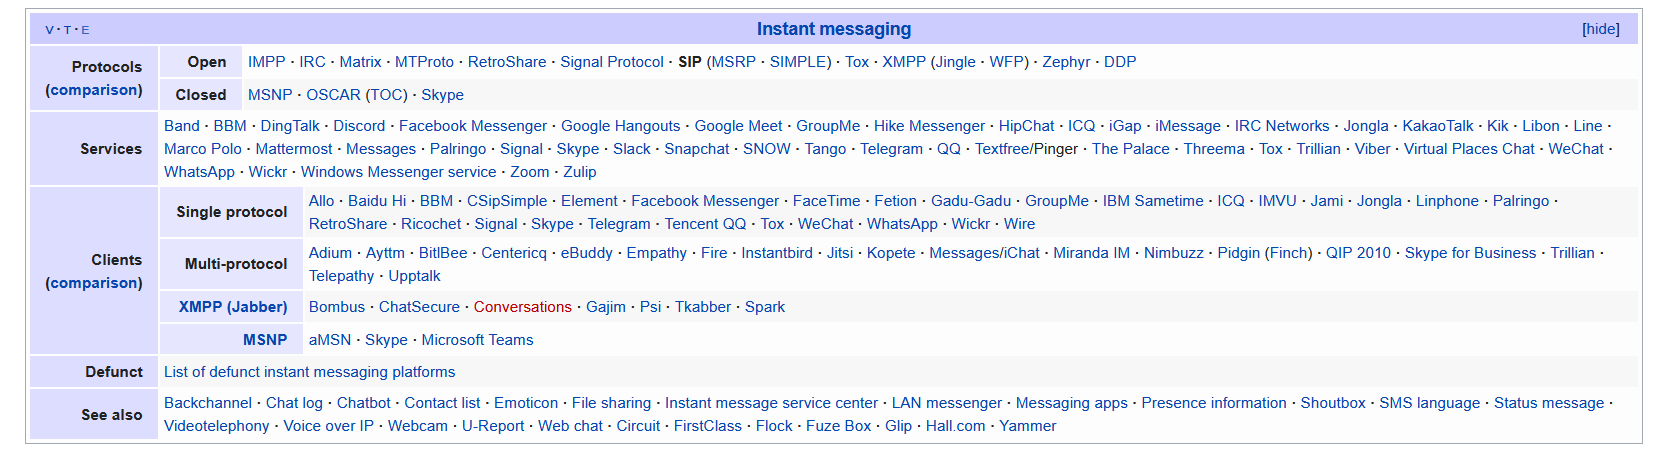 V · T · E Instant messaging [hide]
Protocols
(comparison)
Open IMPP · IRC · Matrix · MTProto · RetroShare · Signal Protocol · SIP (MSRP · SIMPLE) · Tox · XMPP (Jingle · WFP) · Zephyr · DDP
Closed MSNP · OSCAR (TOC) · Skype
Services
Band · BBM · DingTalk · Discord · Facebook Messenger · Google Hangouts · Google Meet · GroupMe · Hike Messenger · HipChat · ICQ · iGap · iMessage · IRC Networks · Jongla · KakaoTalk · Kik · Libon · Line ·
Marco Polo · Mattermost · Messages · Palringo · Signal · Skype · Slack · Snapchat · SNOW · Tango · Telegram · QQ · Textfree/Pinger · The Palace · Threema · Tox · Trillian · Viber · Virtual Places Chat · WeChat ·
WhatsApp · Wickr · Windows Messenger service · Zoom · Zulip
Clients
(comparison)
Single protocol
Allo · Baidu Hi · BBM · CSipSimple · Element · Facebook Messenger · FaceTime · Fetion · Gadu-Gadu · GroupMe · IBM Sametime · ICQ · IMVU · Jami · Jongla · Linphone · Palringo ·
RetroShare · Ricochet · Signal · Skype · Telegram · Tencent QQ · Tox · WeChat · WhatsApp · Wickr · Wire
Multi-protocol
Adium · Ayttm · BitlBee · Centericq · eBuddy · Empathy · Fire · Instantbird · Jitsi · Kopete · Messages/iChat · Miranda IM · Nimbuzz · Pidgin (Finch) · QIP 2010 · Skype for Business · Trillian ·
Telepathy · Upptalk
XMPP (Jabber) Bombus · ChatSecure · Conversations · Gajim · Psi · Tkabber · Spark
MSNP aMSN · Skype · Microsoft Teams
Defunct List of defunct instant messaging platforms
See also
Backchannel · Chat log · Chatbot · Contact list · Emoticon · File sharing · Instant message service center · LAN messenger · Messaging apps · Presence information · Shoutbox · SMS language · Status message ·
Videotelephony · Voice over IP · Webcam · U-Report · Web chat · Circuit · FirstClass · Flock · Fuze Box · Glip · Hall.com · Yammer